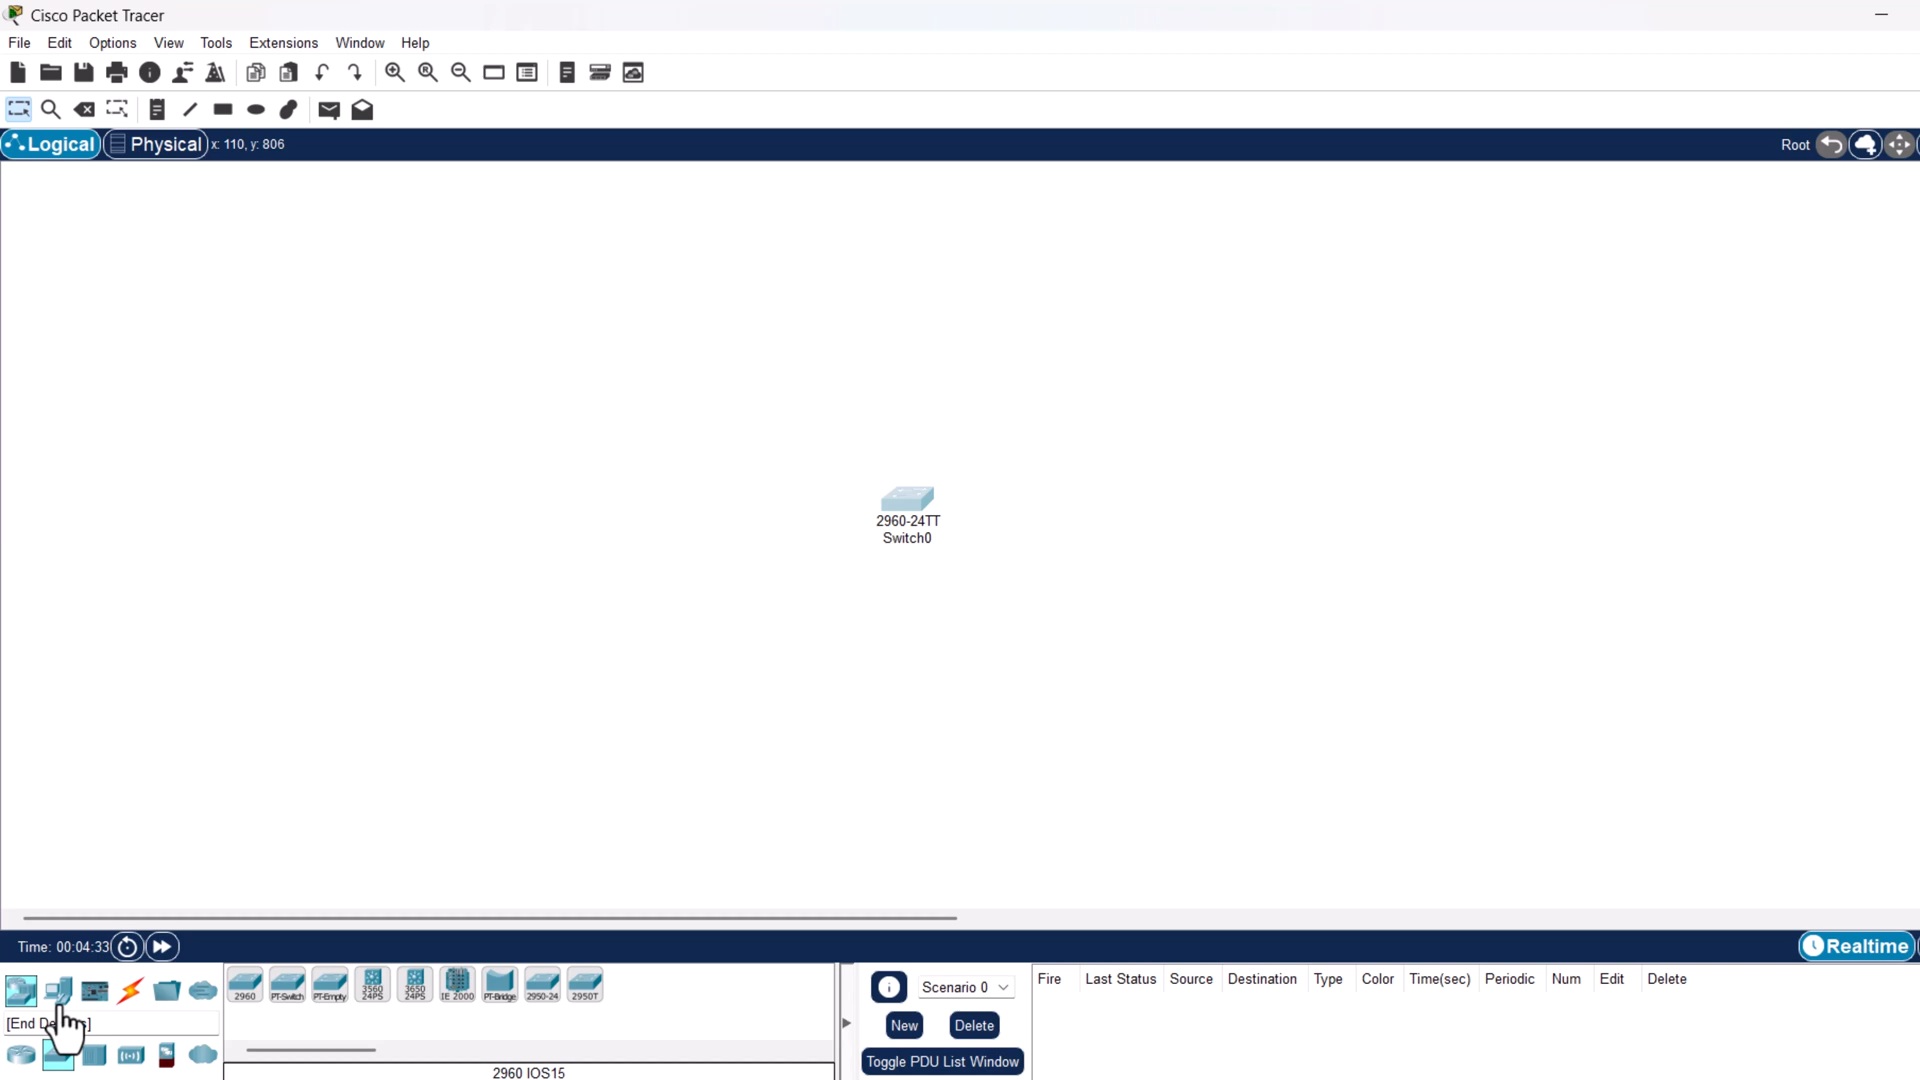 Cisco Packet Tracer
File Edit Options View Tools Extensions Window Help
Logical Physical x: 110, y: 806 Root
2960-24TT
Switch0
Time: 00:04:33 Realtime
2960 PT-Switch PT-Empty 3560 24PS 3650 24PS IE 2000 PT-Bridge 2950-24 2950T
Scenario 0
Fire Last Status Source Destination Type Color Time(sec) Periodic Num Edit Delete
[End De s]
New Delete
Toggle PDU List Window
2960 IOS15